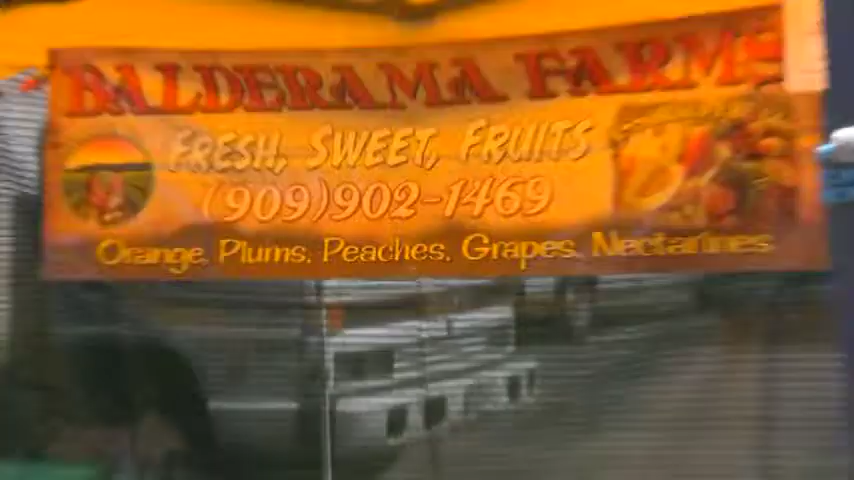 BALDERAMA FARMS
FRESH, SWEET, FRUITS
(909)902-1469
Orange, Plums, Peaches, Grapes, Nectarines